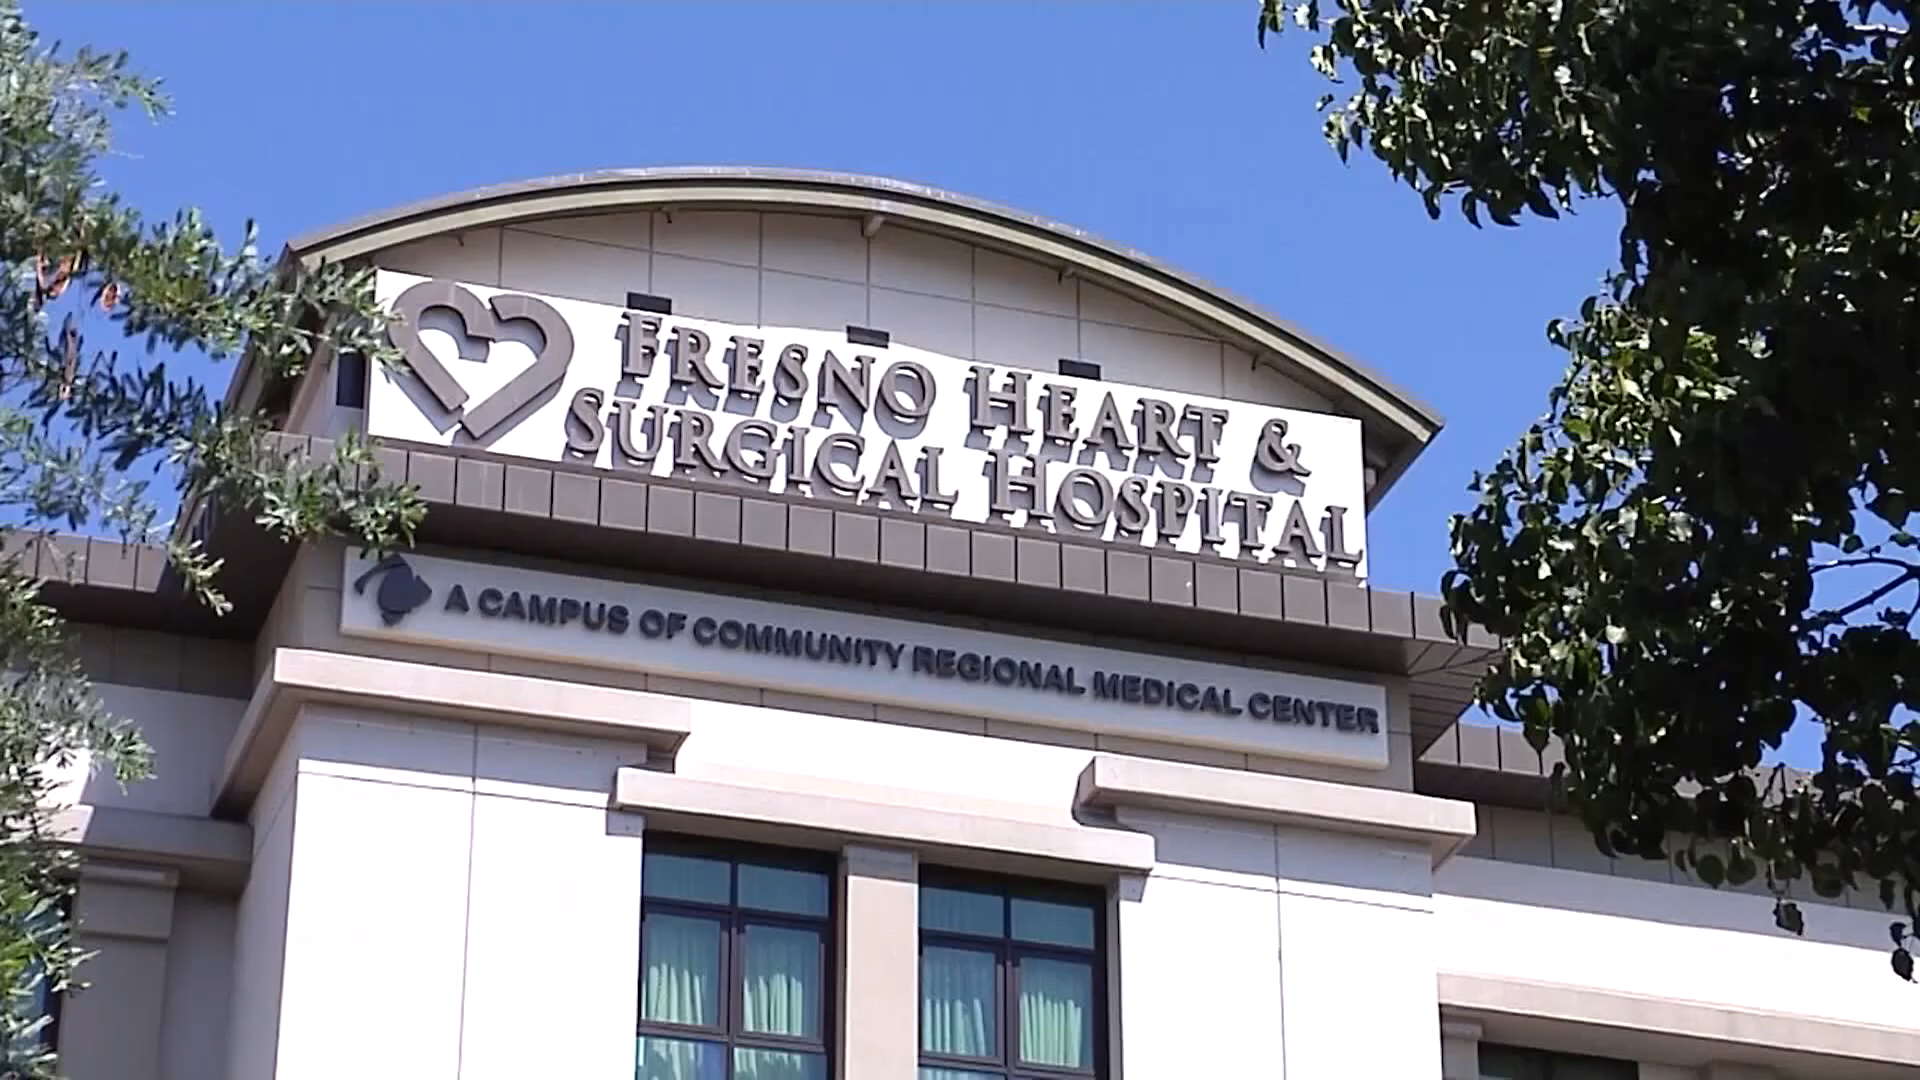 FRESNO HEART &
SURGICAL HOSPITAL
A CAMPUS OF COMMUNITY REGIONAL MEDICAL CENTER